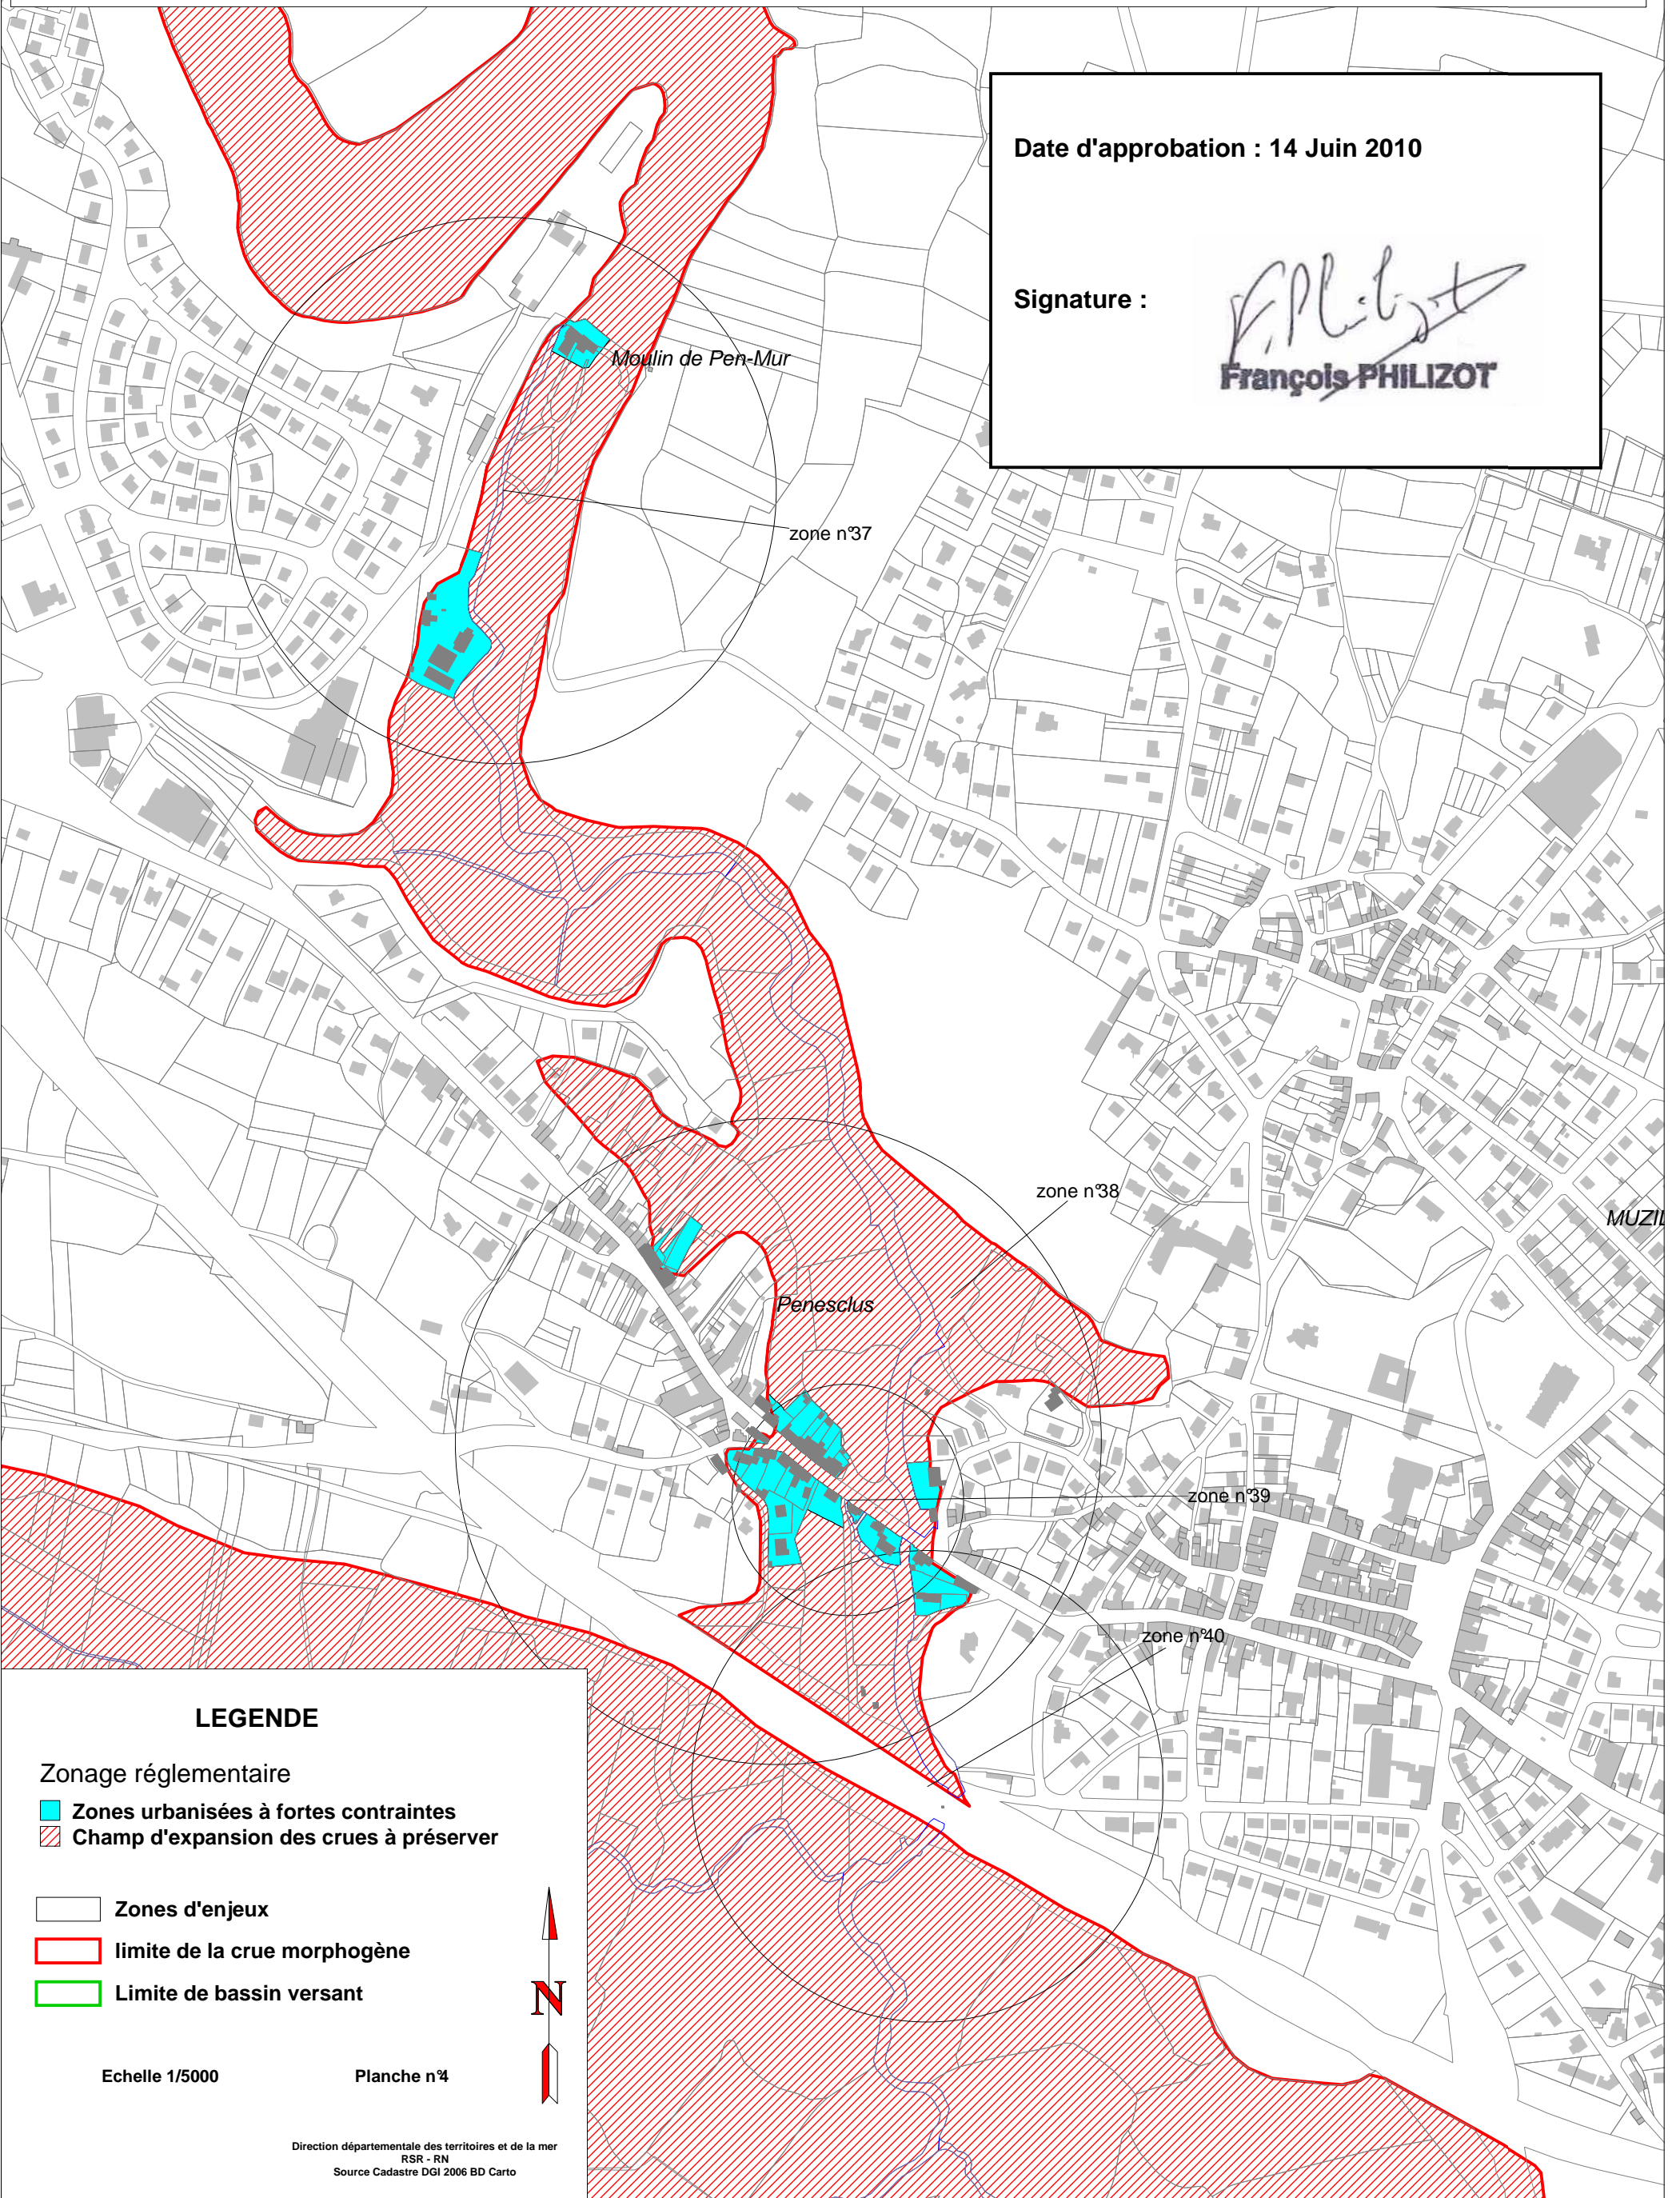 Date d'approbation : 14 Juin 2010
Signature :
François PHILIZOT
Moulin de Pen-Mur
zone n°37
zone n°38
MUZIL
Penesclus
zone n°39
zone n°40
LEGENDE
Zonage réglementaire
Zones urbanisées à fortes contraintes
Champ d'expansion des crues à préserver
Zones d'enjeux
limite de la crue morphogène
Limite de bassin versant
N
Echelle 1/5000 Planche n°4
Direction départementale des territoires et de la mer
RSR - RN
Source Cadastre DGI 2006 BD Carto